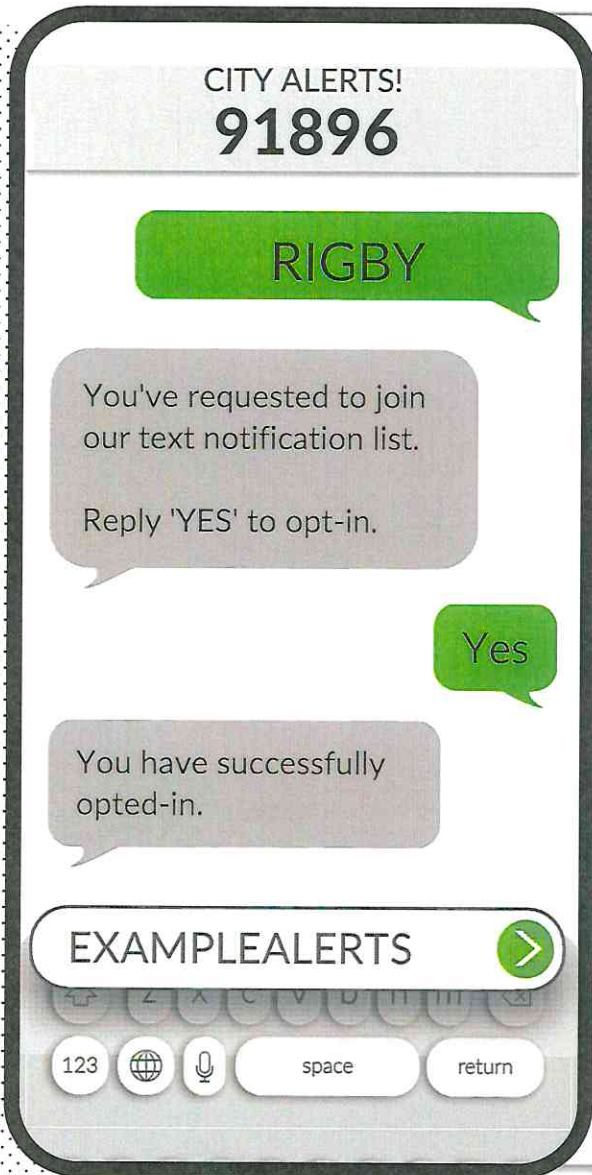 CITY ALERTS!
91896
RIGBY
You've requested to join
our text notification list.
Reply 'YES' to opt-in.
Yes
You have successfully
opted-in.
EXAMPLEALERTS
z x c v b n m
123 space return